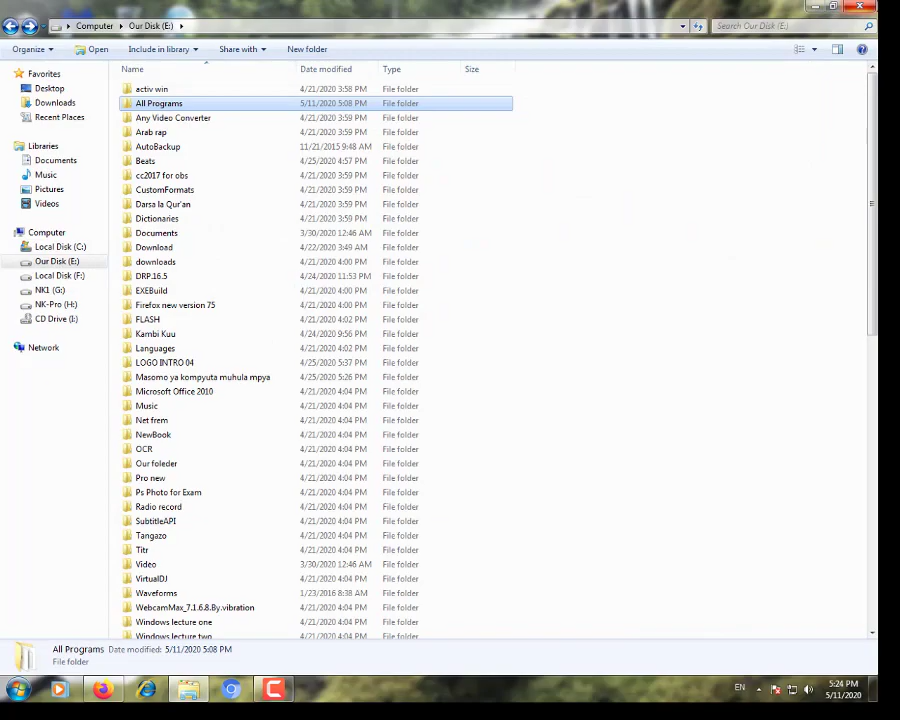 Computer ▸ Our Disk (E:) ▸
Search Our Disk (E:)
Organize ▾ Open Include in library ▾ Share with ▾ New folder
Name Date modified Type Size
Favorites
Desktop
Downloads
Recent Places
Libraries
Documents
Music
Pictures
Videos
Computer
Local Disk (C:)
Our Disk (E:)
Local Disk (F:)
NK1 (G:)
NK-Pro (H:)
CD Drive (I:)
Network
activ win 4/21/2020 3:58 PM File folder
All Programs 5/11/2020 5:08 PM File folder
Any Video Converter 4/21/2020 3:59 PM File folder
Arab rap 4/21/2020 3:59 PM File folder
AutoBackup 11/21/2015 9:48 AM File folder
Beats 4/25/2020 4:57 PM File folder
cc2017 for obs 4/21/2020 3:59 PM File folder
CustomFormats 4/21/2020 3:59 PM File folder
Darsa la Qur'an 4/21/2020 3:59 PM File folder
Dictionaries 4/21/2020 3:59 PM File folder
Documents 3/30/2020 12:46 AM File folder
Download 4/22/2020 3:49 AM File folder
downloads 4/21/2020 4:00 PM File folder
DRP.16.5 4/24/2020 11:53 PM File folder
EXEBuild 4/21/2020 4:00 PM File folder
Firefox new version 75 4/21/2020 4:00 PM File folder
FLASH 4/21/2020 4:02 PM File folder
Kambi Kuu 4/24/2020 9:56 PM File folder
Languages 4/21/2020 4:02 PM File folder
LOGO INTRO 04 4/25/2020 5:37 PM File folder
Masomo ya kompyuta muhula mpya 4/25/2020 5:26 PM File folder
Microsoft Office 2010 4/21/2020 4:04 PM File folder
Music 4/21/2020 4:04 PM File folder
Net frem 4/21/2020 4:04 PM File folder
NewBook 4/21/2020 4:04 PM File folder
OCR 4/21/2020 4:04 PM File folder
Our foleder 4/21/2020 4:04 PM File folder
Pro new 4/21/2020 4:04 PM File folder
Ps Photo for Exam 4/21/2020 4:04 PM File folder
Radio record 4/21/2020 4:04 PM File folder
SubtitleAPI 4/21/2020 4:04 PM File folder
Tangazo 4/21/2020 4:04 PM File folder
Titr 4/21/2020 4:04 PM File folder
Video 3/30/2020 12:46 AM File folder
VirtualDJ 4/21/2020 4:04 PM File folder
Waveforms 1/23/2016 8:38 AM File folder
WebcamMax_7.1.6.8.By.vibration 4/21/2020 4:04 PM File folder
Windows lecture one 4/21/2020 4:04 PM File folder
Windows lecture two 4/21/2020 4:04 PM File folder
All Programs Date modified: 5/11/2020 5:08 PM
File folder
EN
5:24 PM
5/11/2020